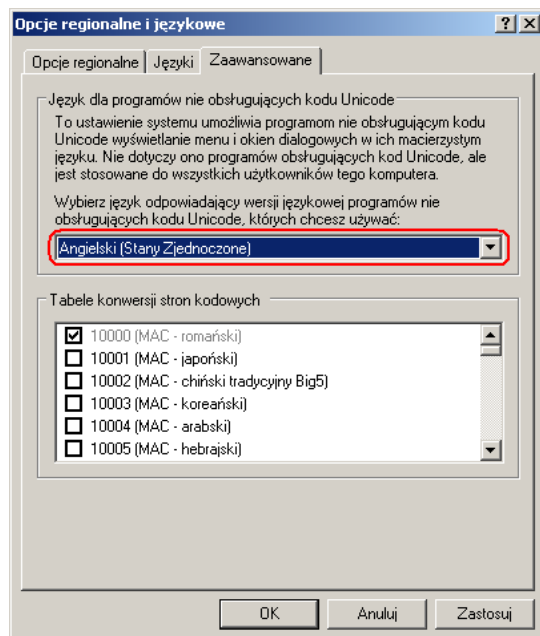 Opcje regionalne i językowe
Opcje regionalne
Języki
Zaawansowane
Język dla programów nie obsługujących kodu Unicode
To ustawienie systemu umożliwia programom nie obsługującym kodu
Unicode wyświetlanie menu i okien dialogowych w ich macierzystym
języku. Nie dotyczy ono programów obsługujących kod Unicode, ale
jest stosowane do wszystkich użytkowników tego komputera.
Wybierz język odpowiadający wersji językowej programów nie
obsługujących kodu Unicode, których chcesz używać:
Angielski (Stany Zjednoczone)
Tabele konwersji stron kodowych
10000 (MAC - romański)
10001 (MAC - japoński)
10002 (MAC - chiński tradycyjny Big5)
10003 (MAC - koreański)
10004 (MAC - arabski)
10005 (MAC - hebrajski)
OK
Anuluj
Zastosuj